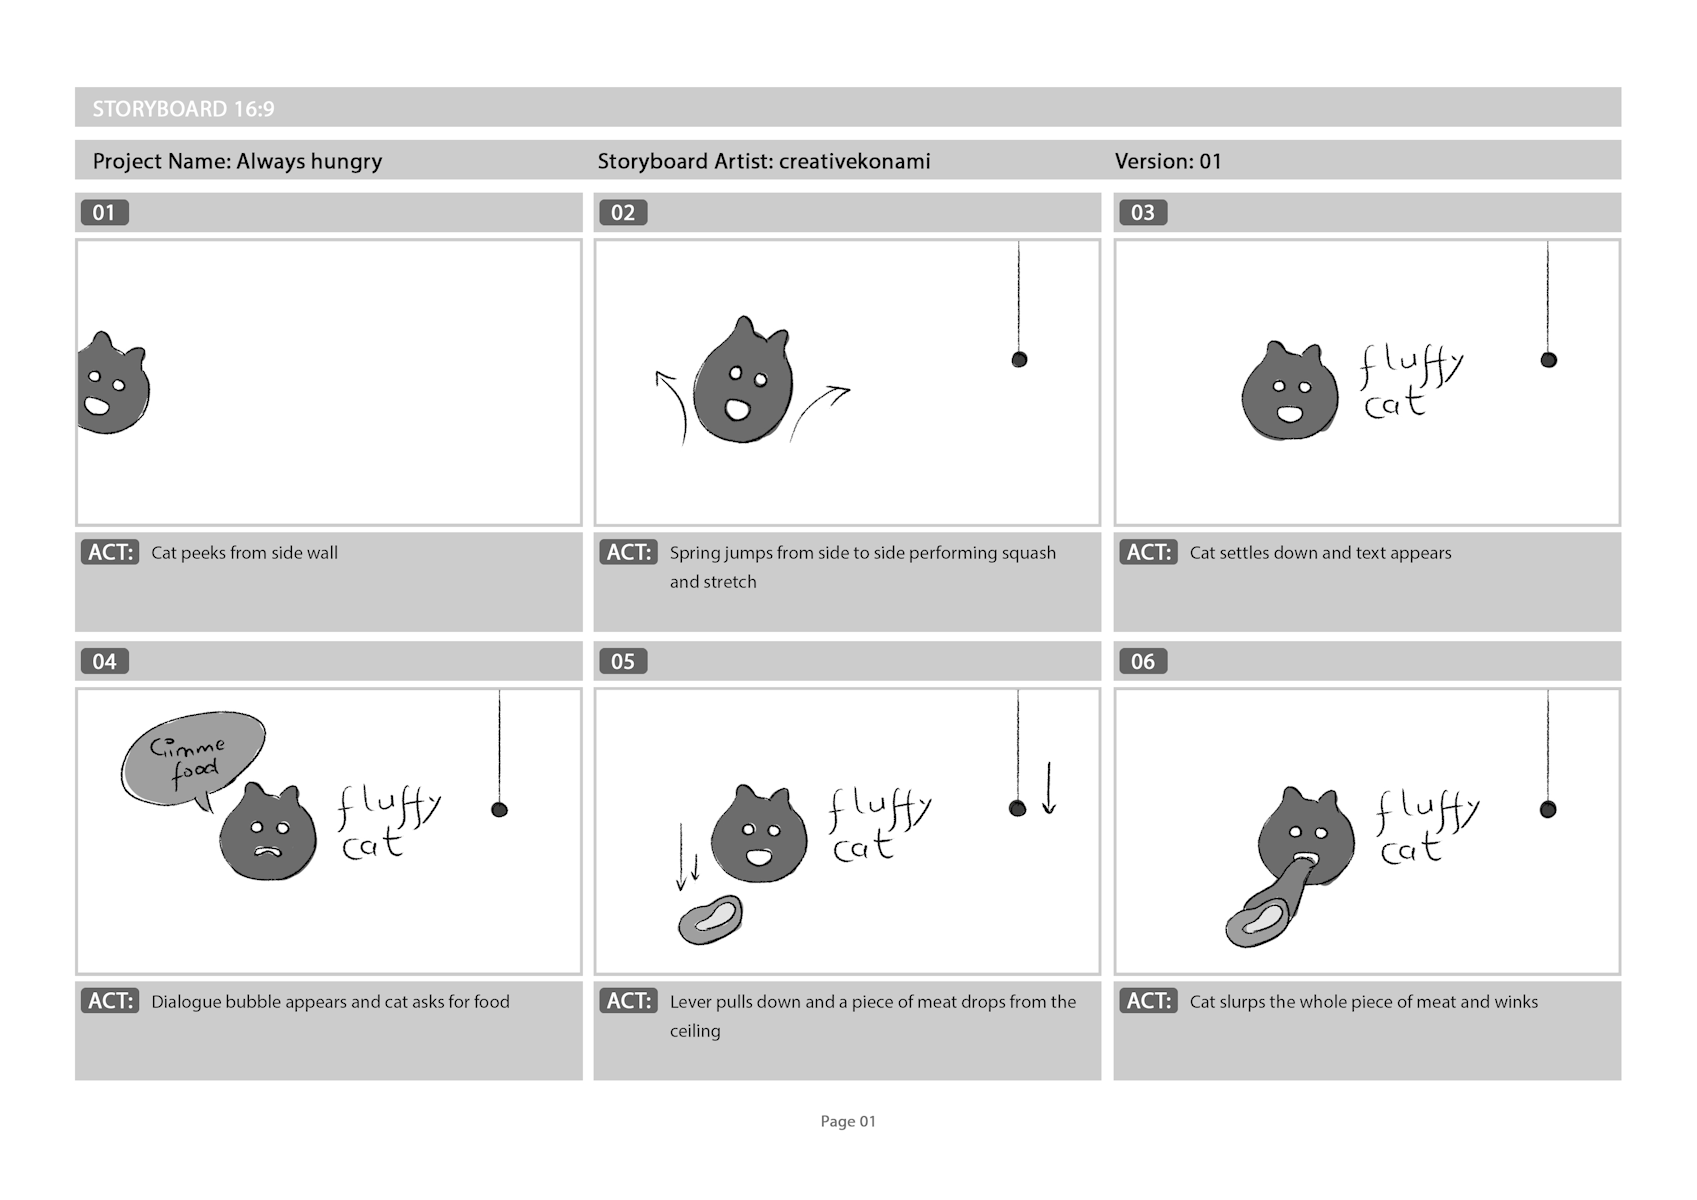 STORYBOARD 16:9
Project Name: Always hungry
Storyboard Artist: creativekonami
Version: 01
01
02
03
fluffy
cat
ACT: Cat peeks from side wall
ACT: Spring jumps from side to side performing squash
and stretch
ACT: Cat settles down and text appears
04
05
06
Gimme
food
fluffy
cat
fluffy
cat
fluffy
cat
ACT: Dialogue bubble appears and cat asks for food
ACT: Lever pulls down and a piece of meat drops from the
ceiling
ACT: Cat slurps the whole piece of meat and winks
Page 01